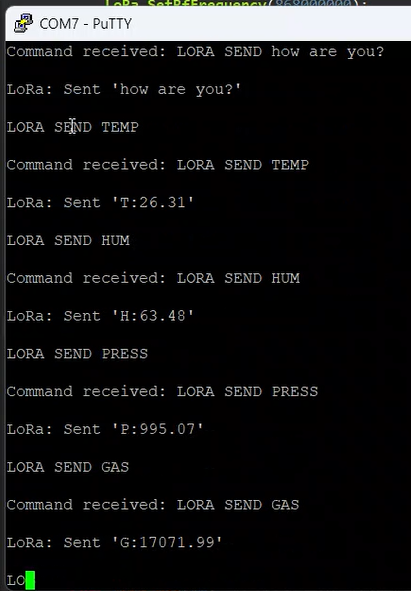 LoRa.SetRfFrequency(868000000);
COM7 - PuTTY
Command received: LORA SEND how are you?
LoRa: Sent 'how are you?'
LORA SEND TEMP
Command received: LORA SEND TEMP
LoRa: Sent 'T:26.31'
LORA SEND HUM
Command received: LORA SEND HUM
LoRa: Sent 'H:63.48'
LORA SEND PRESS
Command received: LORA SEND PRESS
LoRa: Sent 'P:995.07'
LORA SEND GAS
Command received: LORA SEND GAS
LoRa: Sent 'G:17071.99'
LO